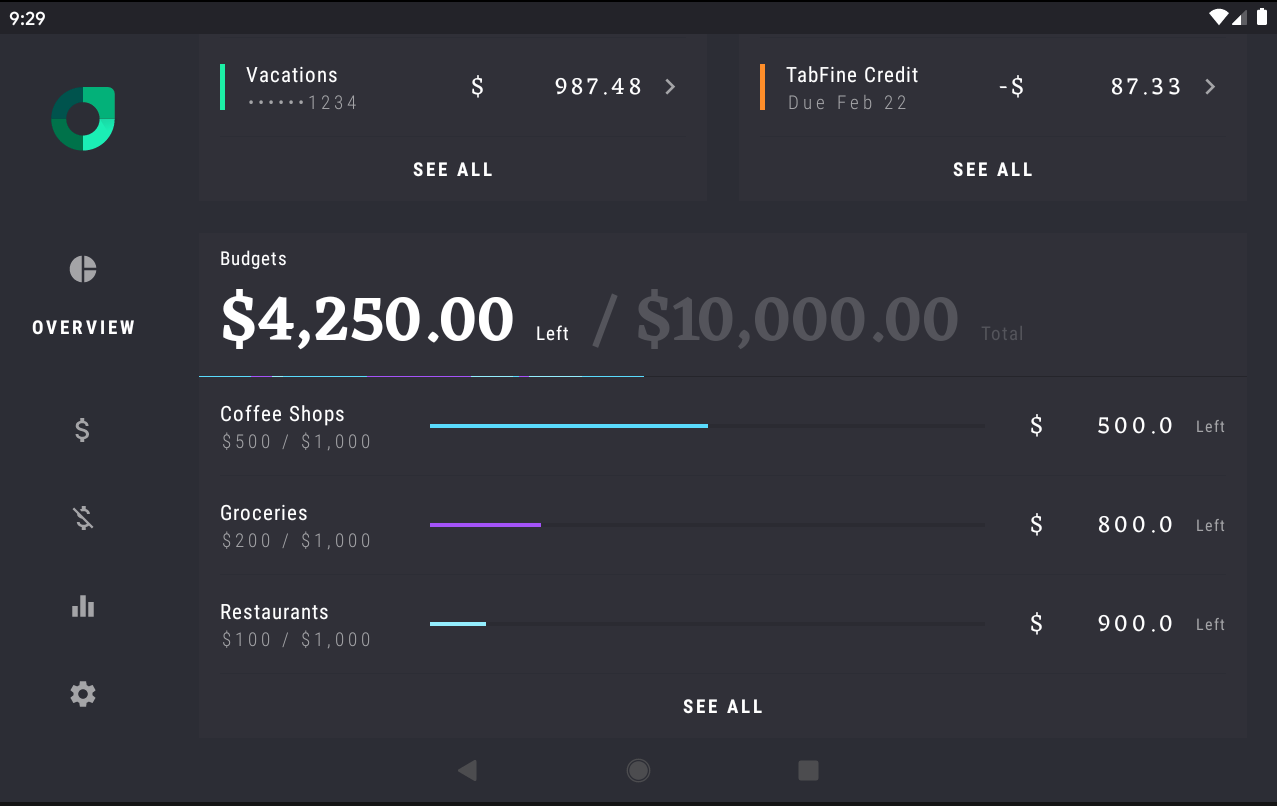 9:29
Vacations
$ 987.48
••••••1234
SEE ALL
TabFine Credit
-$ 87.33
Due Feb 22
SEE ALL
OVERVIEW
Budgets
$4,250.00 Left / $10,000.00 Total
Coffee Shops
$500 / $1,000
$ 500.0 Left
Groceries
$200 / $1,000
$ 800.0 Left
Restaurants
$100 / $1,000
$ 900.0 Left
SEE ALL